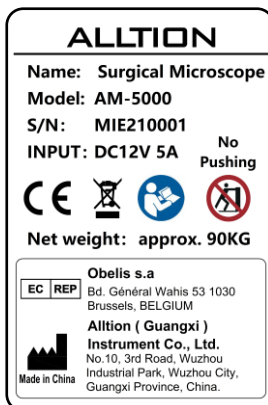 ALLTION
Name: Surgical Microscope
Model: AM-5000
S/N: MIE210001
INPUT: DC12V 5A
No
Pushing
CE
Net weight: approx. 90KG
EC REP
Obelis s.a
Bd. Général Wahis 53 1030
Brussels, BELGIUM
Made in China
Alltion ( Guangxi )
Instrument Co., Ltd.
No.10, 3rd Road, Wuzhou
Industrial Park, Wuzhou City,
Guangxi Province, China.